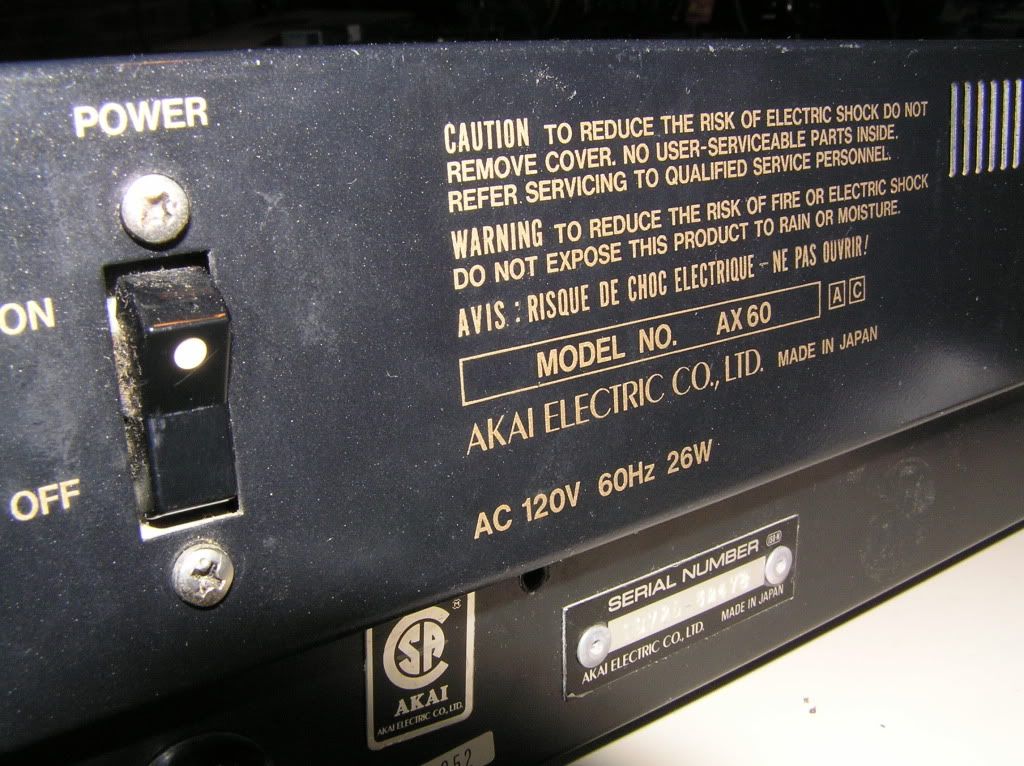 POWER
ON
OFF
CAUTION TO REDUCE THE RISK OF ELECTRIC SHOCK DO NOT
REMOVE COVER. NO USER-SERVICEABLE PARTS INSIDE.
REFER SERVICING TO QUALIFIED SERVICE PERSONNEL.
WARNING TO REDUCE THE RISK OF FIRE OR ELECTRIC SHOCK
DO NOT EXPOSE THIS PRODUCT TO RAIN OR MOISTURE.
AVIS : RISQUE DE CHOC ELECTRIQUE – NE PAS OUVRIR!
MODEL NO. AX60 A C
AKAI ELECTRIC CO., LTD. MADE IN JAPAN
AC 120V 60Hz 26W
SERIAL NUMBER
AKAI ELECTRIC CO., LTD. MADE IN JAPAN
CSA
AKAI
AKAI ELECTRIC CO., LTD.